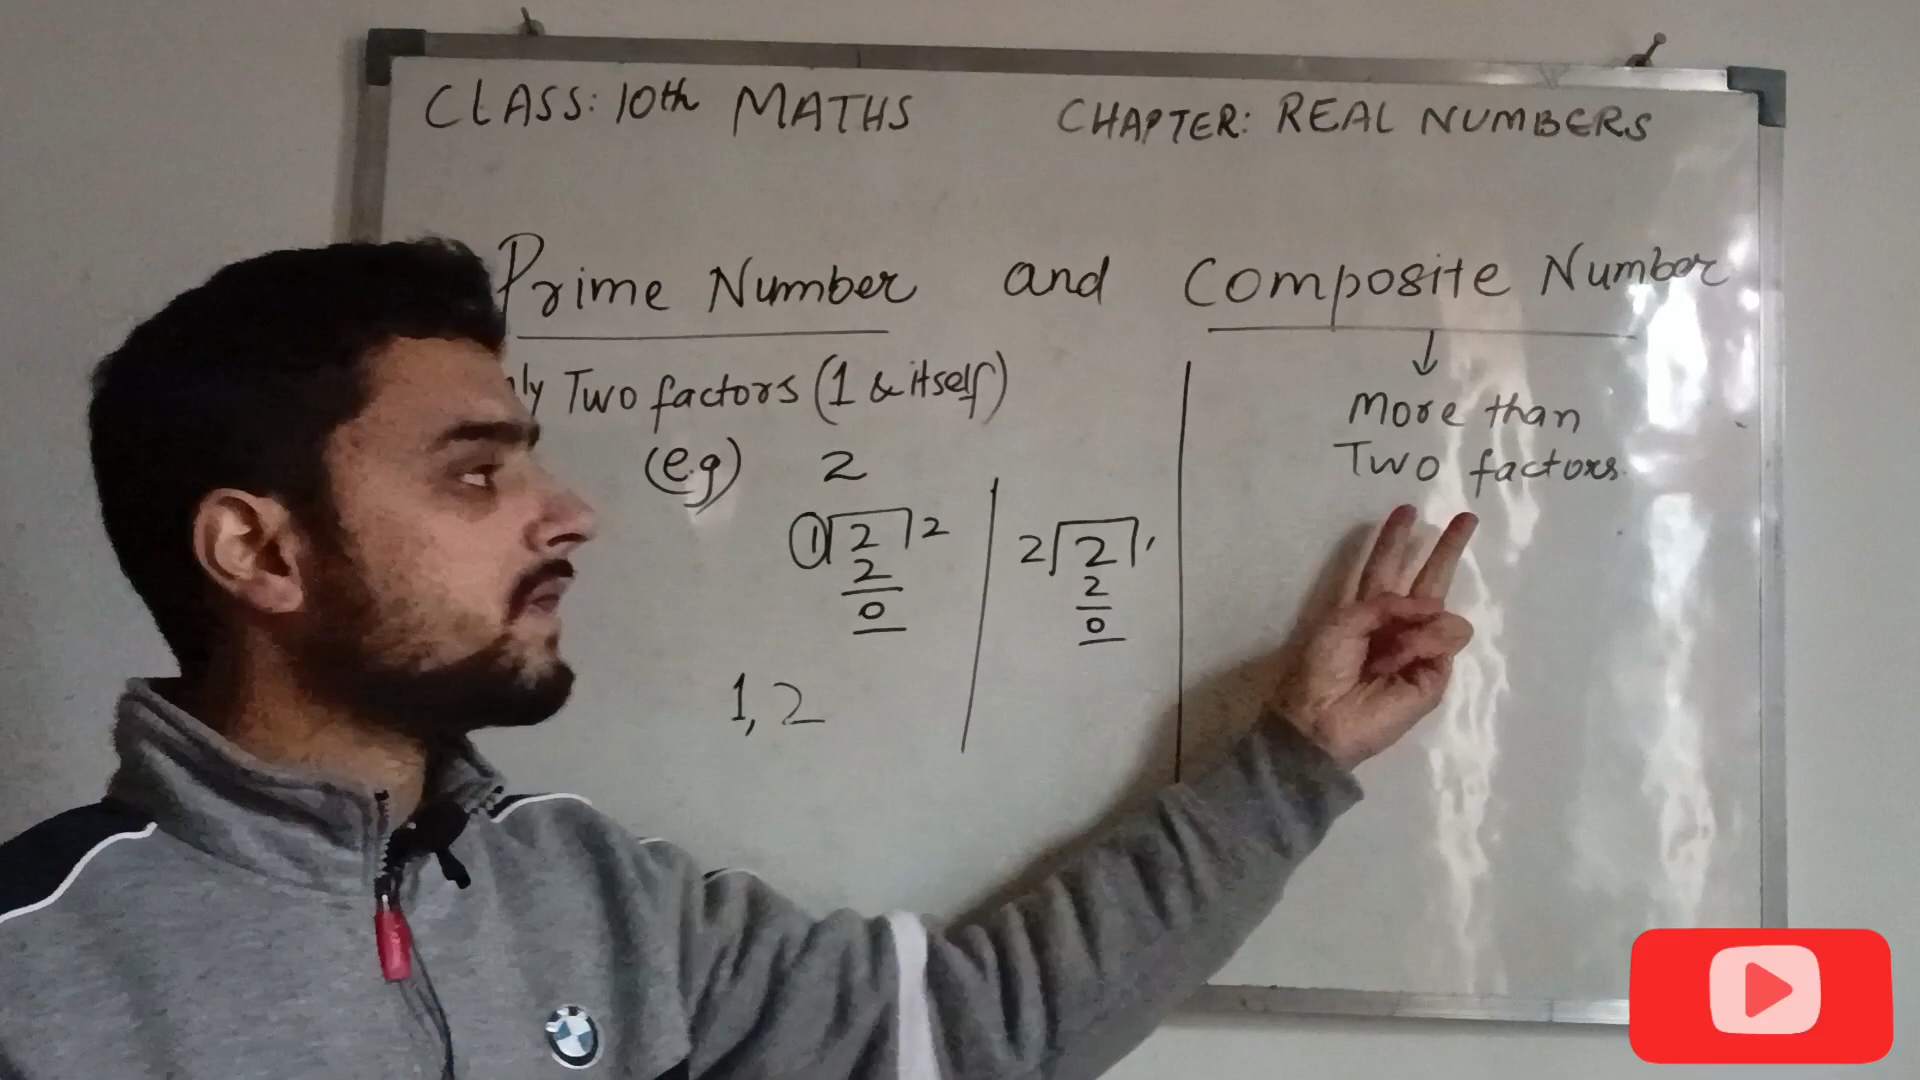 CLASS: 10th MATHS CHAPTER: REAL NUMBERS
Prime Number and Composite Number
Two factors (1 & itself)
More than
Two factors.
(e.g) 2
1 2 2
2
0
2 2 1
2
0
1, 2